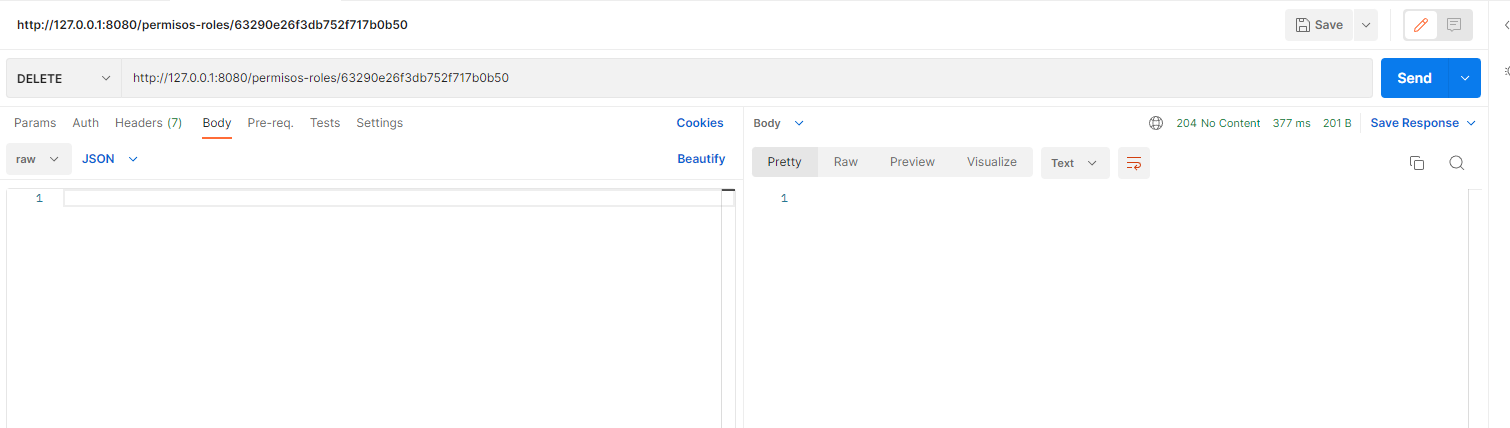 http://127.0.0.1:8080/permisos-roles/63290e26f3db752f717b0b50
Save
DELETE
http://127.0.0.1:8080/permisos-roles/63290e26f3db752f717b0b50
Send
Params Auth Headers (7) Body Pre-req. Tests Settings Cookies
Body 204 No Content 377 ms 201 B Save Response
raw JSON Beautify
Pretty Raw Preview Visualize Text
1
1